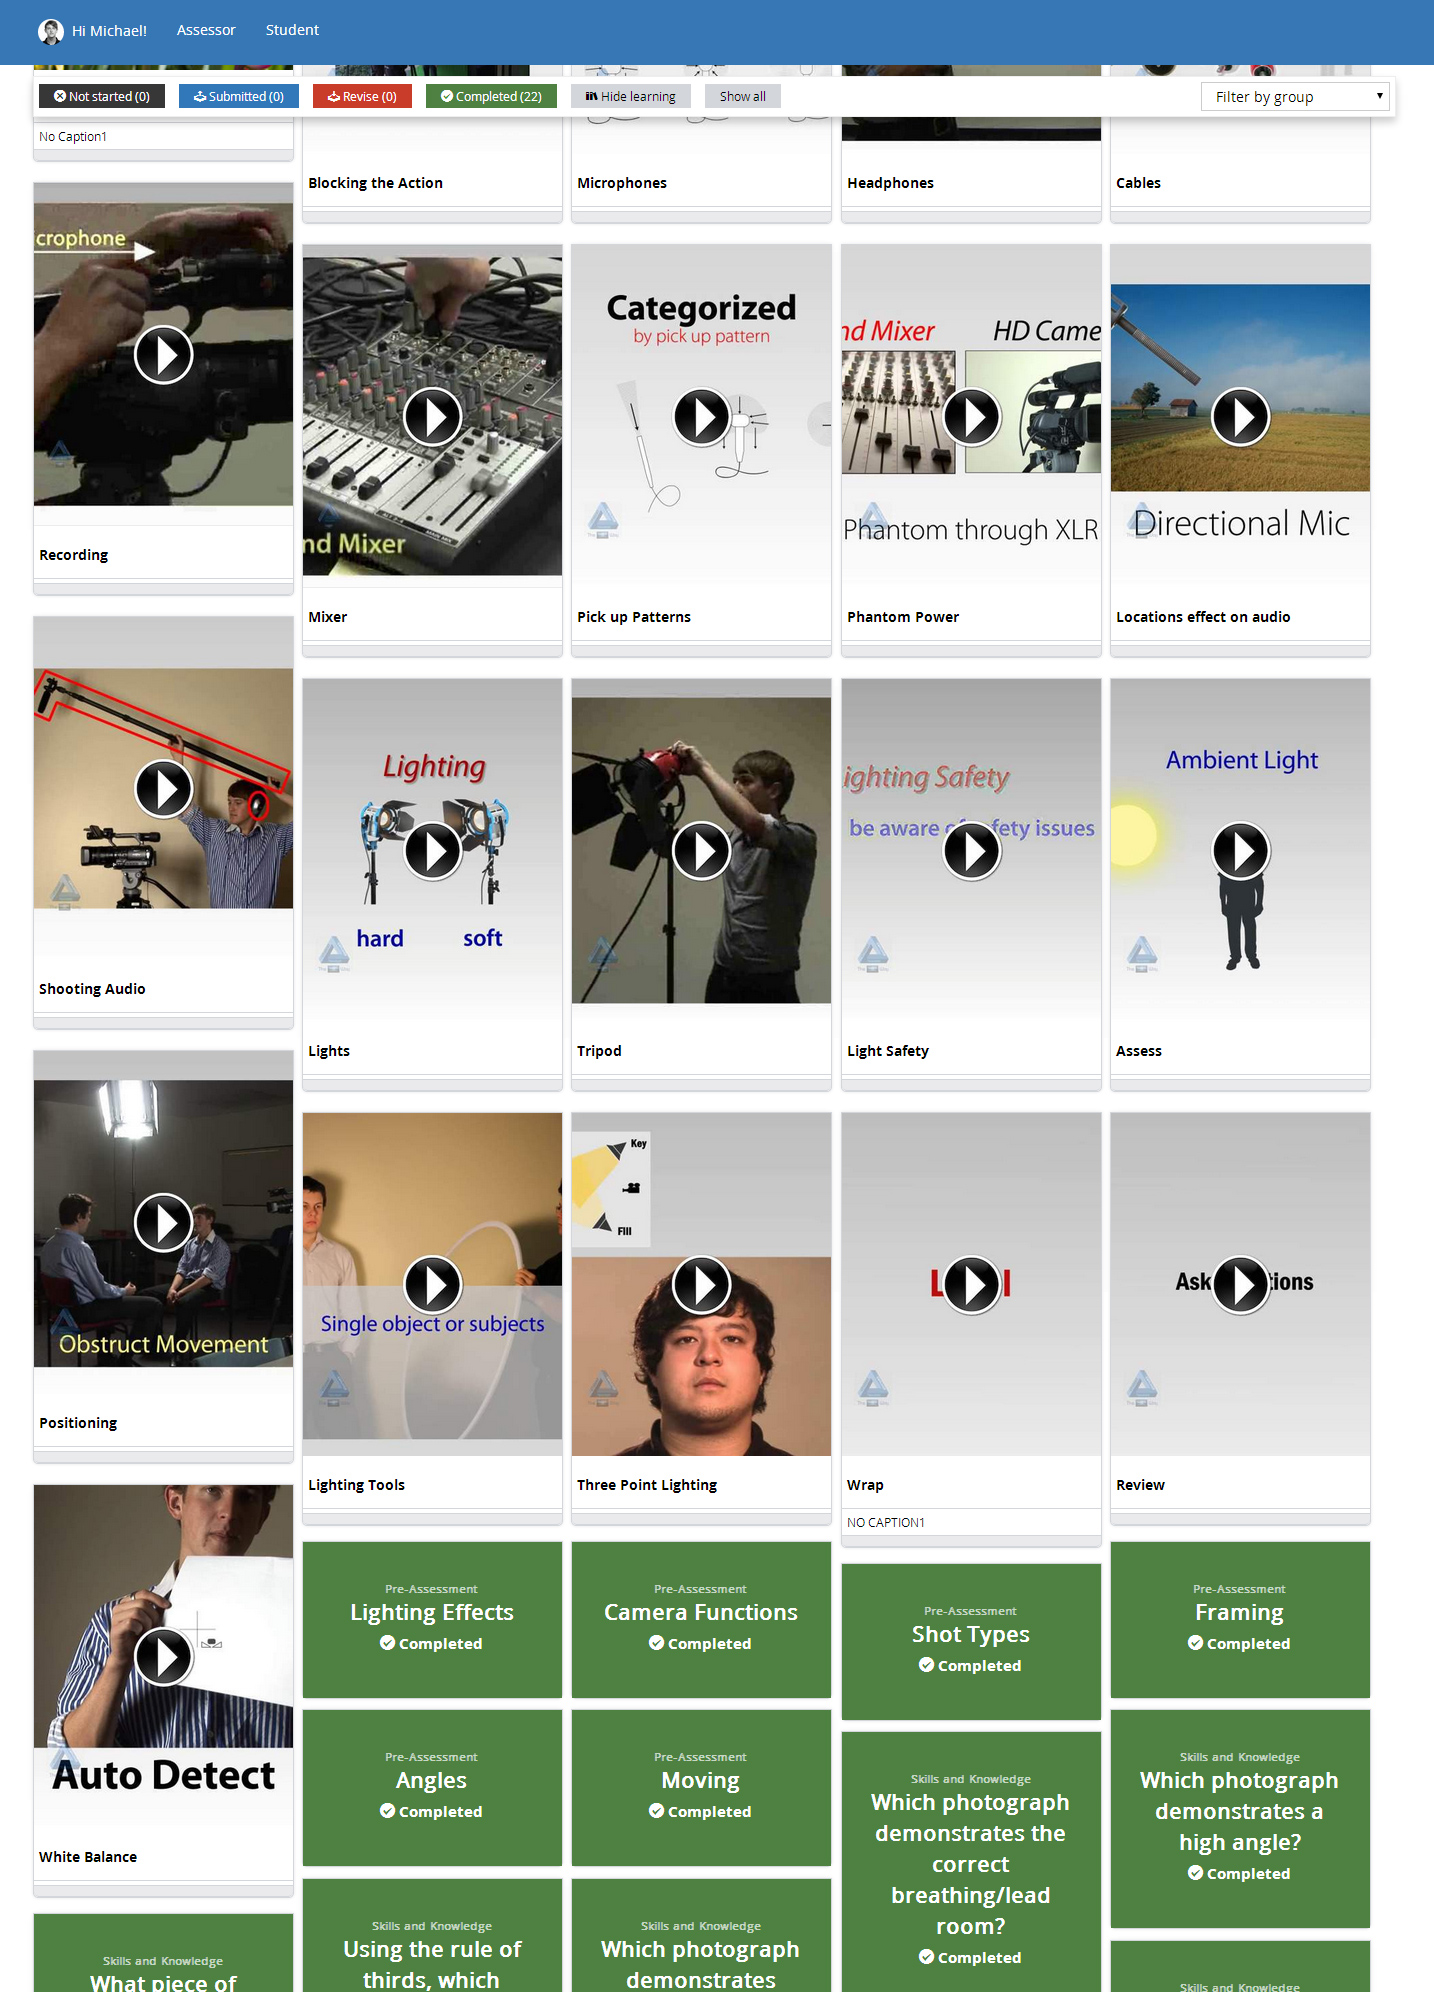 Hi Michael!
Assessor
Student
Not started (0)
Submitted (0)
Revise (0)
Completed (22)
Hide learning
Show all
Filter by group
No Caption1
Blocking the Action
Microphones
Headphones
Cables
crophone
Recording
nd Mixer
Mixer
Categorized
by pick up pattern
Pick up Patterns
nd Mixer
HD Came
Phantom through XLR
Phantom Power
Directional Mic
Locations effect on audio
Shooting Audio
Lighting
hard
soft
Lights
Tripod
ighting Safety
be aware of safety issues
Light Safety
Ambient Light
Assess
Obstruct Movement
Positioning
Single object or subjects
Lighting Tools
Key
Fill
Three Point Lighting
Wrap
NO CAPTION1
Ask
tions
Review
Auto Detect
White Balance
Pre-Assessment
Lighting Effects
Completed
Pre-Assessment
Camera Functions
Completed
Pre-Assessment
Shot Types
Completed
Pre-Assessment
Framing
Completed
Pre-Assessment
Angles
Completed
Pre-Assessment
Moving
Completed
Skills and Knowledge
Which photograph
demonstrates the
correct
breathing/lead
room?
Completed
Skills and Knowledge
Which photograph
demonstrates a
high angle?
Completed
Skills and Knowledge
What piece of
Skills and Knowledge
Using the rule of
thirds, which
Skills and Knowledge
Which photograph
demonstrates
Skills and Knowledge